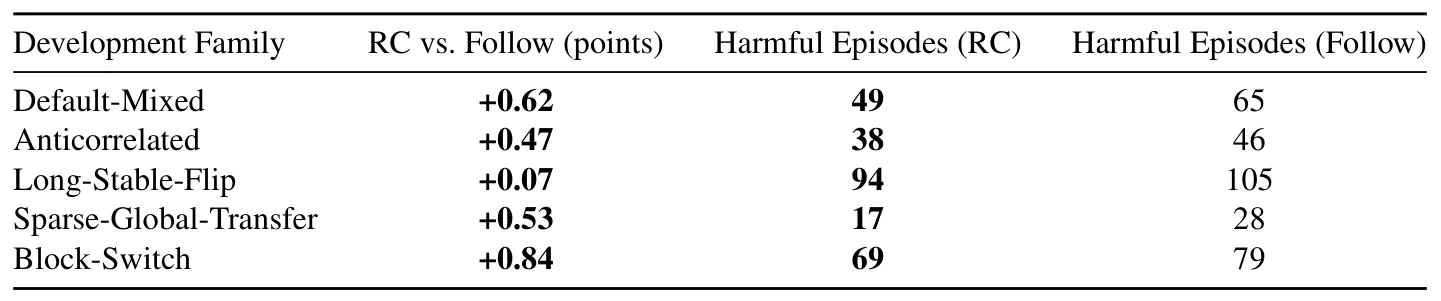 Development Family RC vs. Follow (points) Harmful Episodes (RC) Harmful Episodes (Follow)
Default-Mixed +0.62 49 65
Anticorrelated +0.47 38 46
Long-Stable-Flip +0.07 94 105
Sparse-Global-Transfer +0.53 17 28
Block-Switch +0.84 69 79